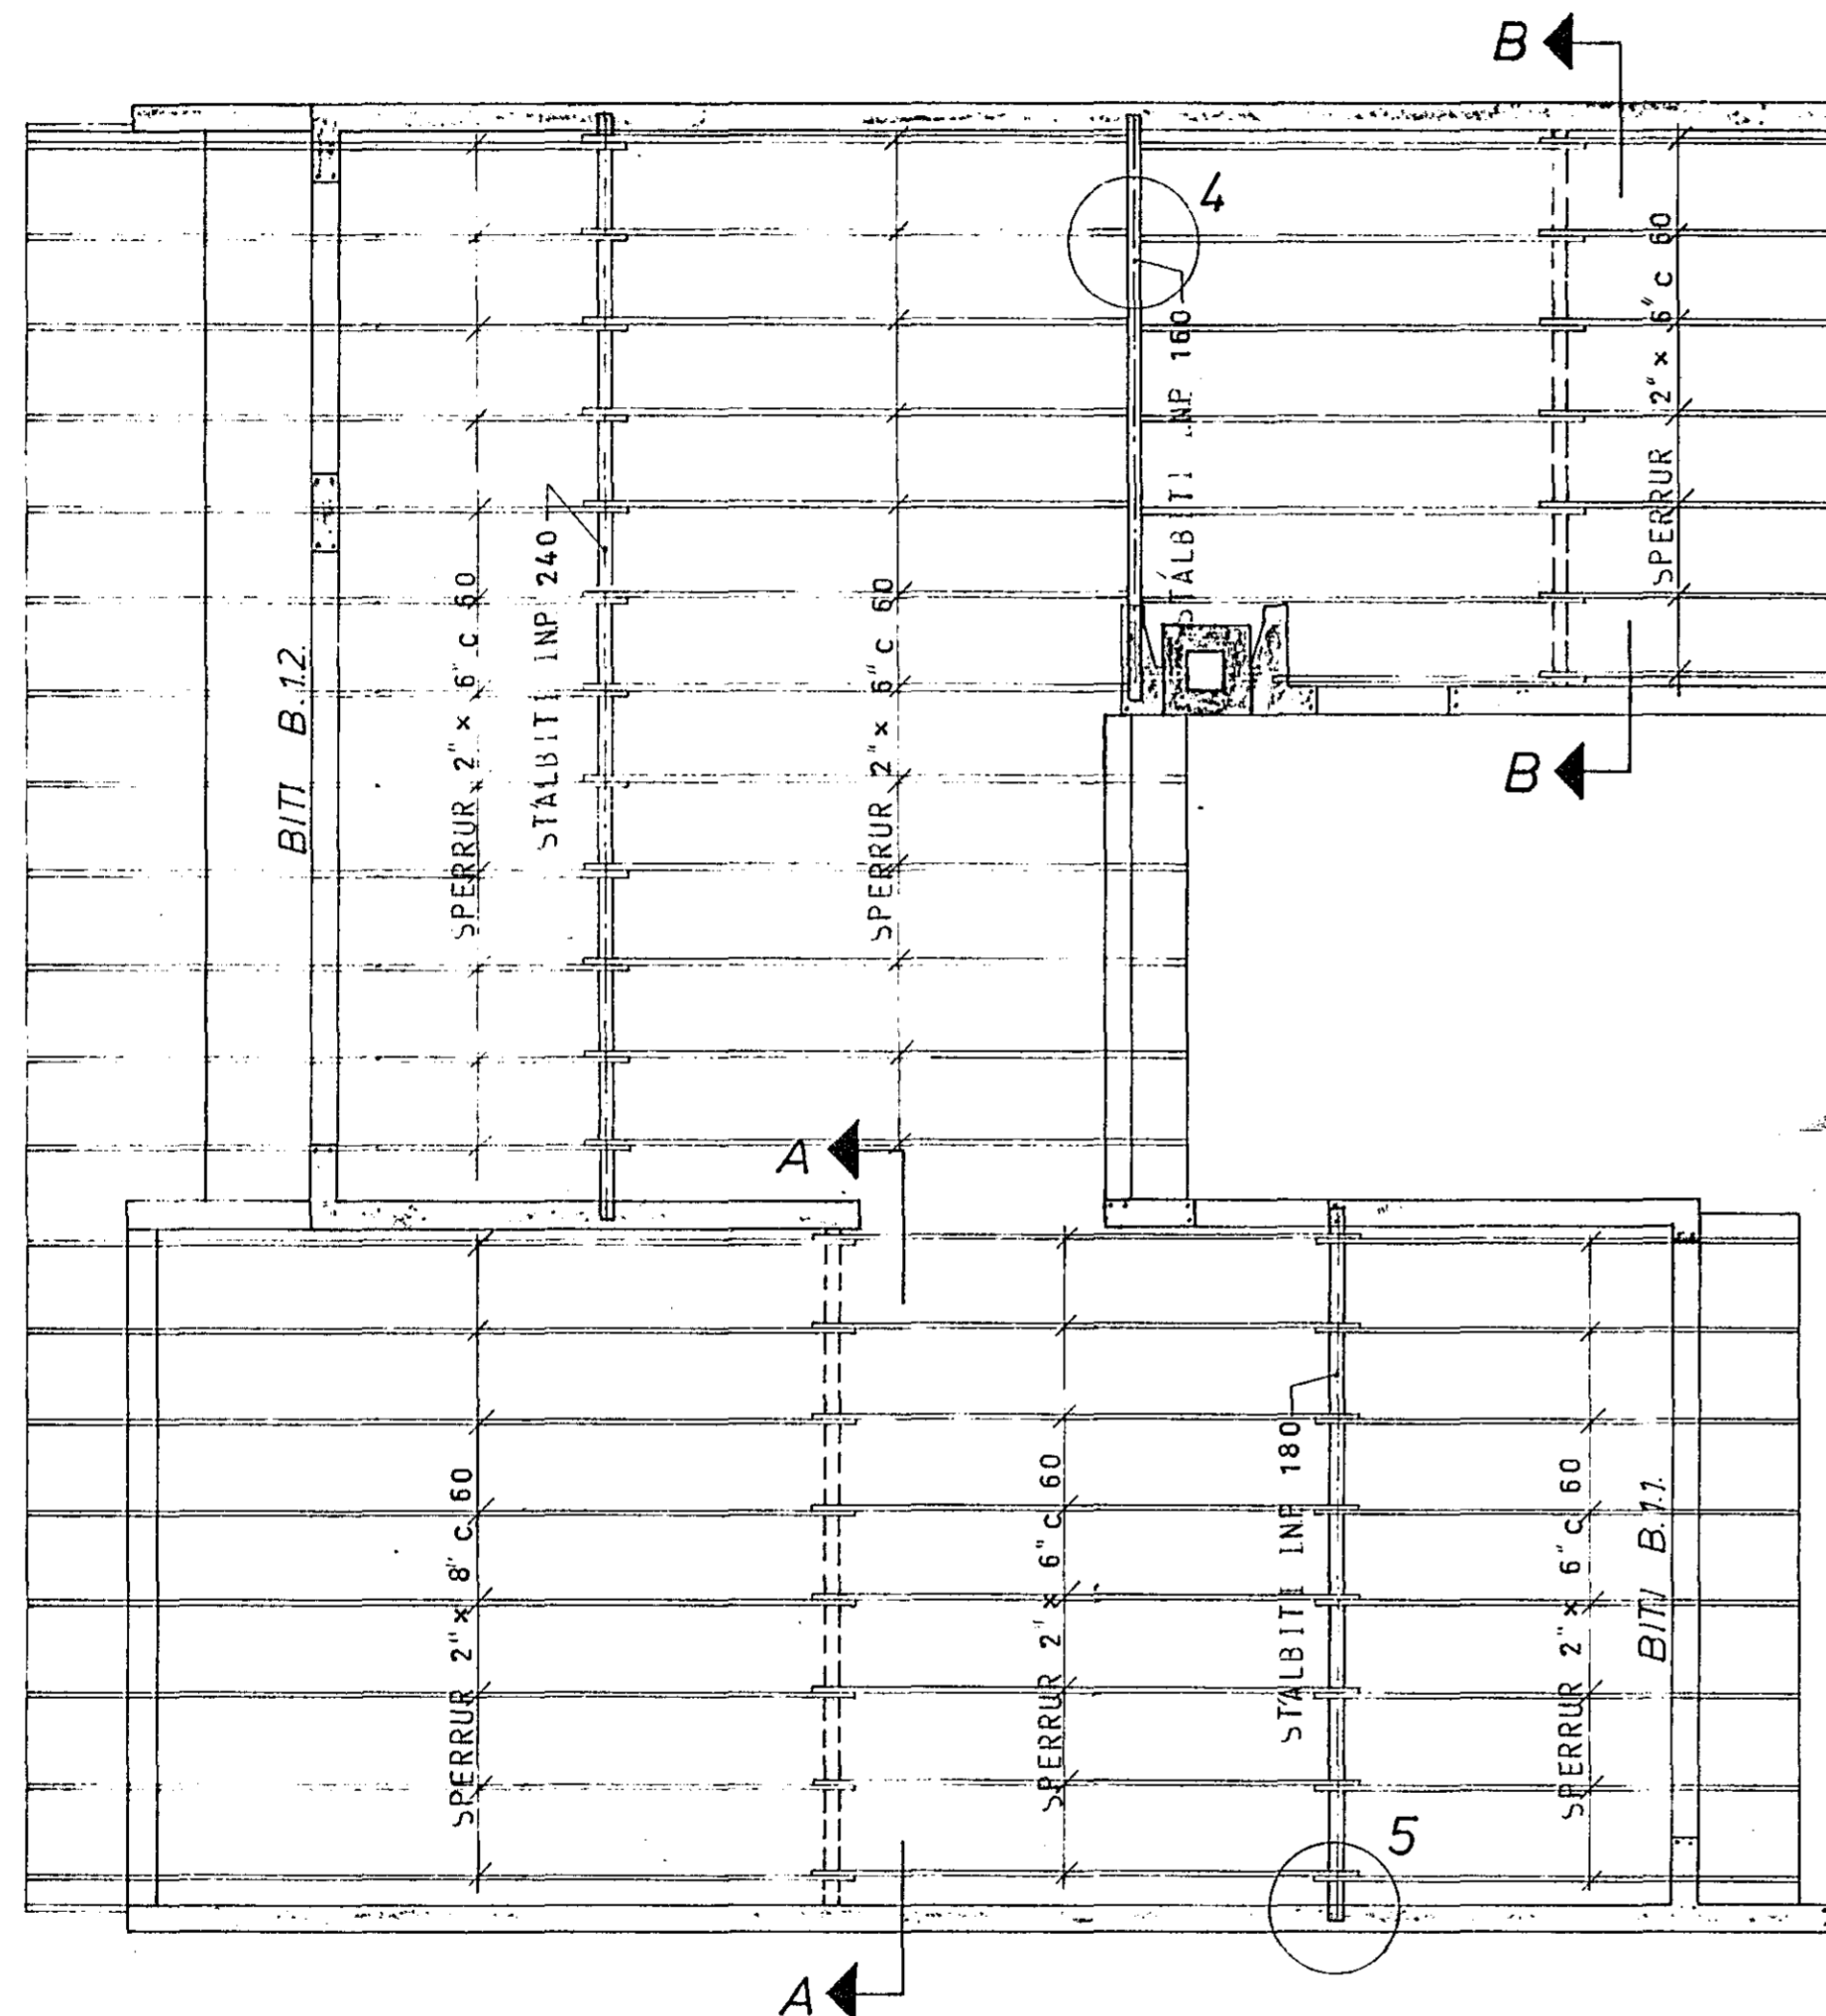 B
4
SPERRUR 2" x 6" c 60
STÁLBITI INP 160
B
STÁLBITI INP 240
SPERRUR 2" x 6" c 60
SPERRUR 2" x 6" c 60
BITI B.1.2.
A
SPERRUR 2" x 8" c 60
SPERRUR 2" x 6" c 60
STÁLBITI INP 180
SPERRUR 2" x 6" c 60
BITI B.1.1.
5
A